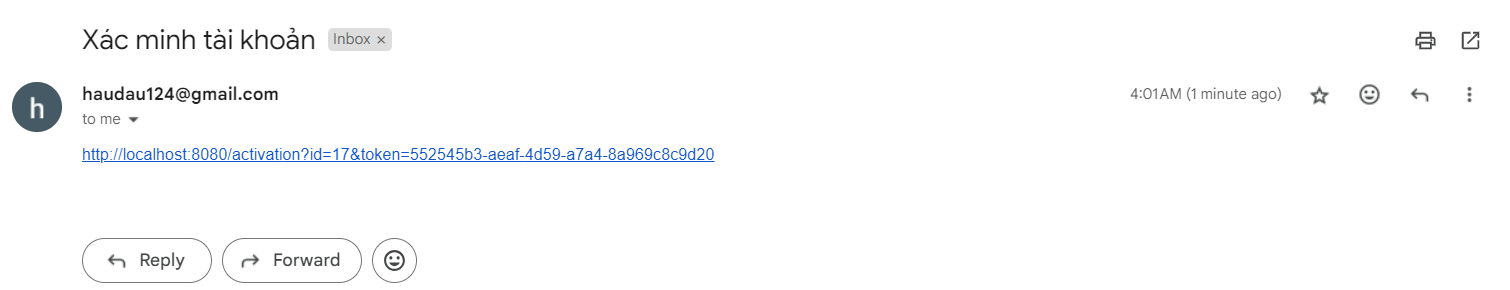 Xác minh tài khoản Inbox ×
haudau124@gmail.com 4:01AM (1 minute ago)
to me
http://localhost:8080/activation?id=17&token=552545b3-aeaf-4d59-a7a4-8a969c8c9d20
Reply Forward
h